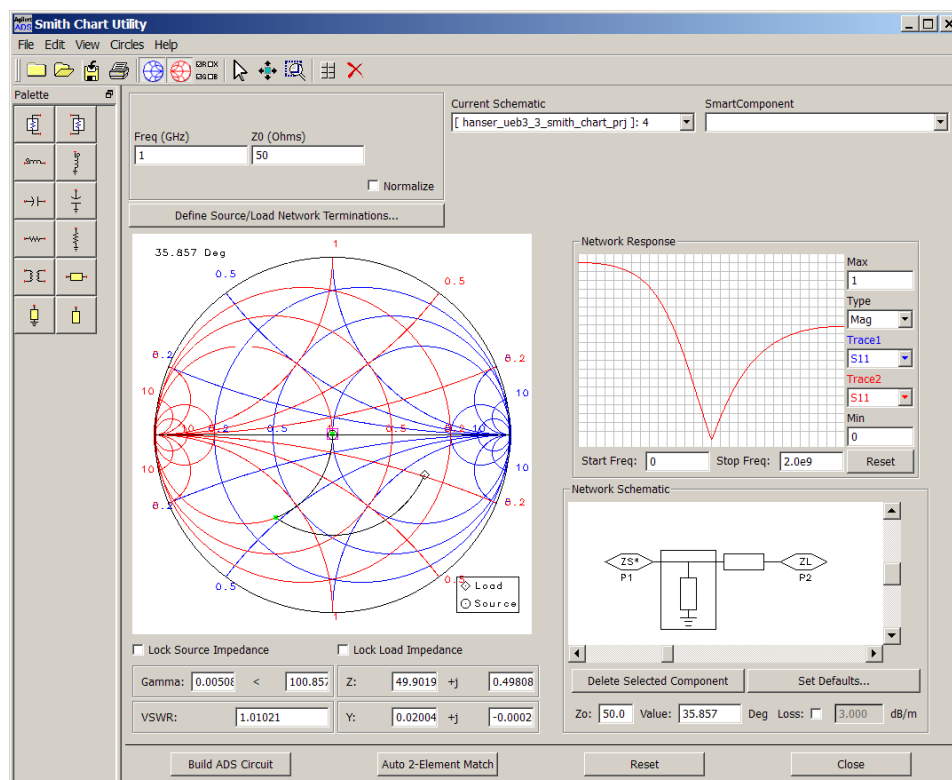 Agilent ADS Smith Chart Utility
File Edit View Circles Help
Palette
Current Schematic SmartComponent
[ hanser_ueb3_3_smith_chart_prj ]: 4
Freq (GHz) Z0 (Ohms)
1 50
Normalize
Define Source/Load Network Terminations...
35.857 Deg
1
0.5 0.5
0.2 0.2
10 10
10 0.2 0.5 0.5 0.2 10
10 10
0.2 0.2
0.5 0.5
1
Load
Source
Network Response
Max
1
Type
Mag
Trace1
S11
Trace2
S11
Min
0
Start Freq: 0 Stop Freq: 2.0e9 Reset
Network Schematic
ZS* ZL
P1 P2
Delete Selected Component Set Defaults...
Zo: 50.0 Value: 35.857 Deg Loss: 3.000 dB/m
Lock Source Impedance Lock Load Impedance
Gamma: 0.00508 < 100.857 Z: 49.9019 +j 0.49808
VSWR: 1.01021 Y: 0.02004 +j -0.0002
Build ADS Circuit Auto 2-Element Match Reset Close